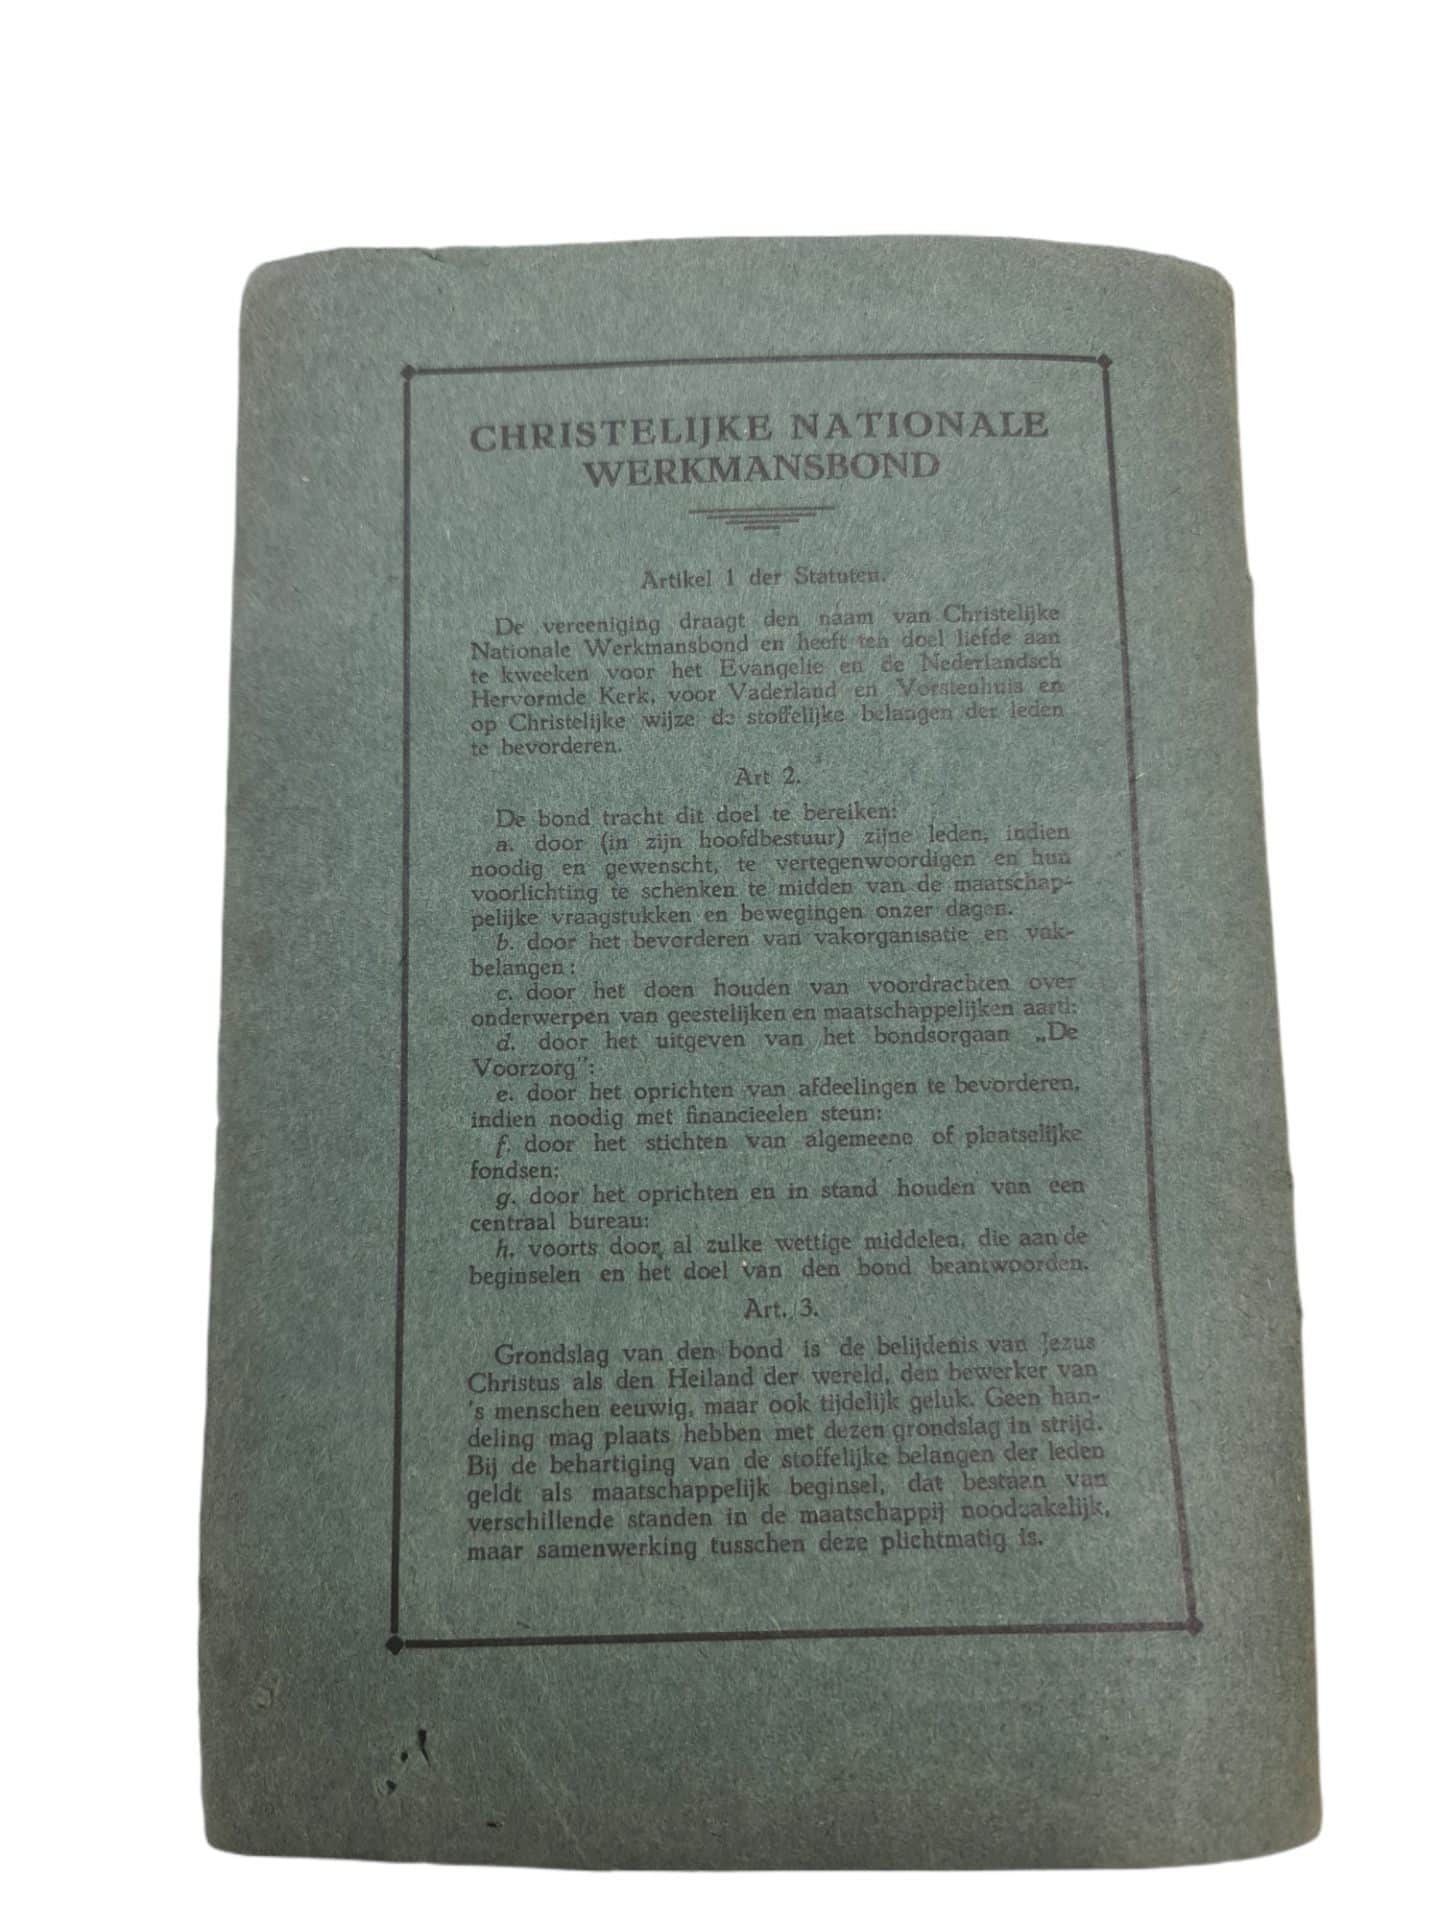 CHRISTELIJKE NATIONALE
WERKMANSBOND
Artikel 1 der Statuten.
De vereeniging draagt den naam van Christelijke
Nationale Werkmansbond en heeft ten doel liefde aan
te kweeken voor het Evangelie en de Nederlandsch
Hervormde Kerk, voor Vaderland en Vorstenhuis en
op Christelijke wijze de stoffelijke belangen der leden
te bevorderen.
Art 2.
De bond tracht dit doel te bereiken:
a. door (in zijn hoofdbestuur) zijne leden, indien
noodig en gewenscht, te vertegenwoordigen en hun
voorlichting te schenken te midden van de maatschap-
pelijke vraagstukken en bewegingen onzer dagen.
b. door het bevorderen van vakorganisatie en vak-
belangen;
c. door het doen houden van voordrachten over
onderwerpen van geestelijken en maatschappelijken aard;
d. door het uitgeven van het bondsorgaan „De
Voorzorg";
e. door het oprichten van afdeelingen te bevorderen,
indien noodig met financieelen steun;
f. door het stichten van algemeene of plaatselijke
fondsen;
g. door het oprichten en in stand houden van een
centraal bureau;
h. voorts door al zulke wettige middelen, die aan de
beginselen en het doel van den bond beantwoorden.
Art. 3.
Grondslag van den bond is de belijdenis van Jezus
Christus als den Heiland der wereld, den bewerker van
's menschen eeuwig, maar ook tijdelijk geluk. Geen han-
deling mag plaats hebben met dezen grondslag in strijd.
Bij de behartiging van de stoffelijke belangen der leden
geldt als maatschappelijk beginsel, dat bestaan van
verschillende standen in de maatschappij noodzakelijk,
maar samenwerking tusschen deze plichtmatig is.